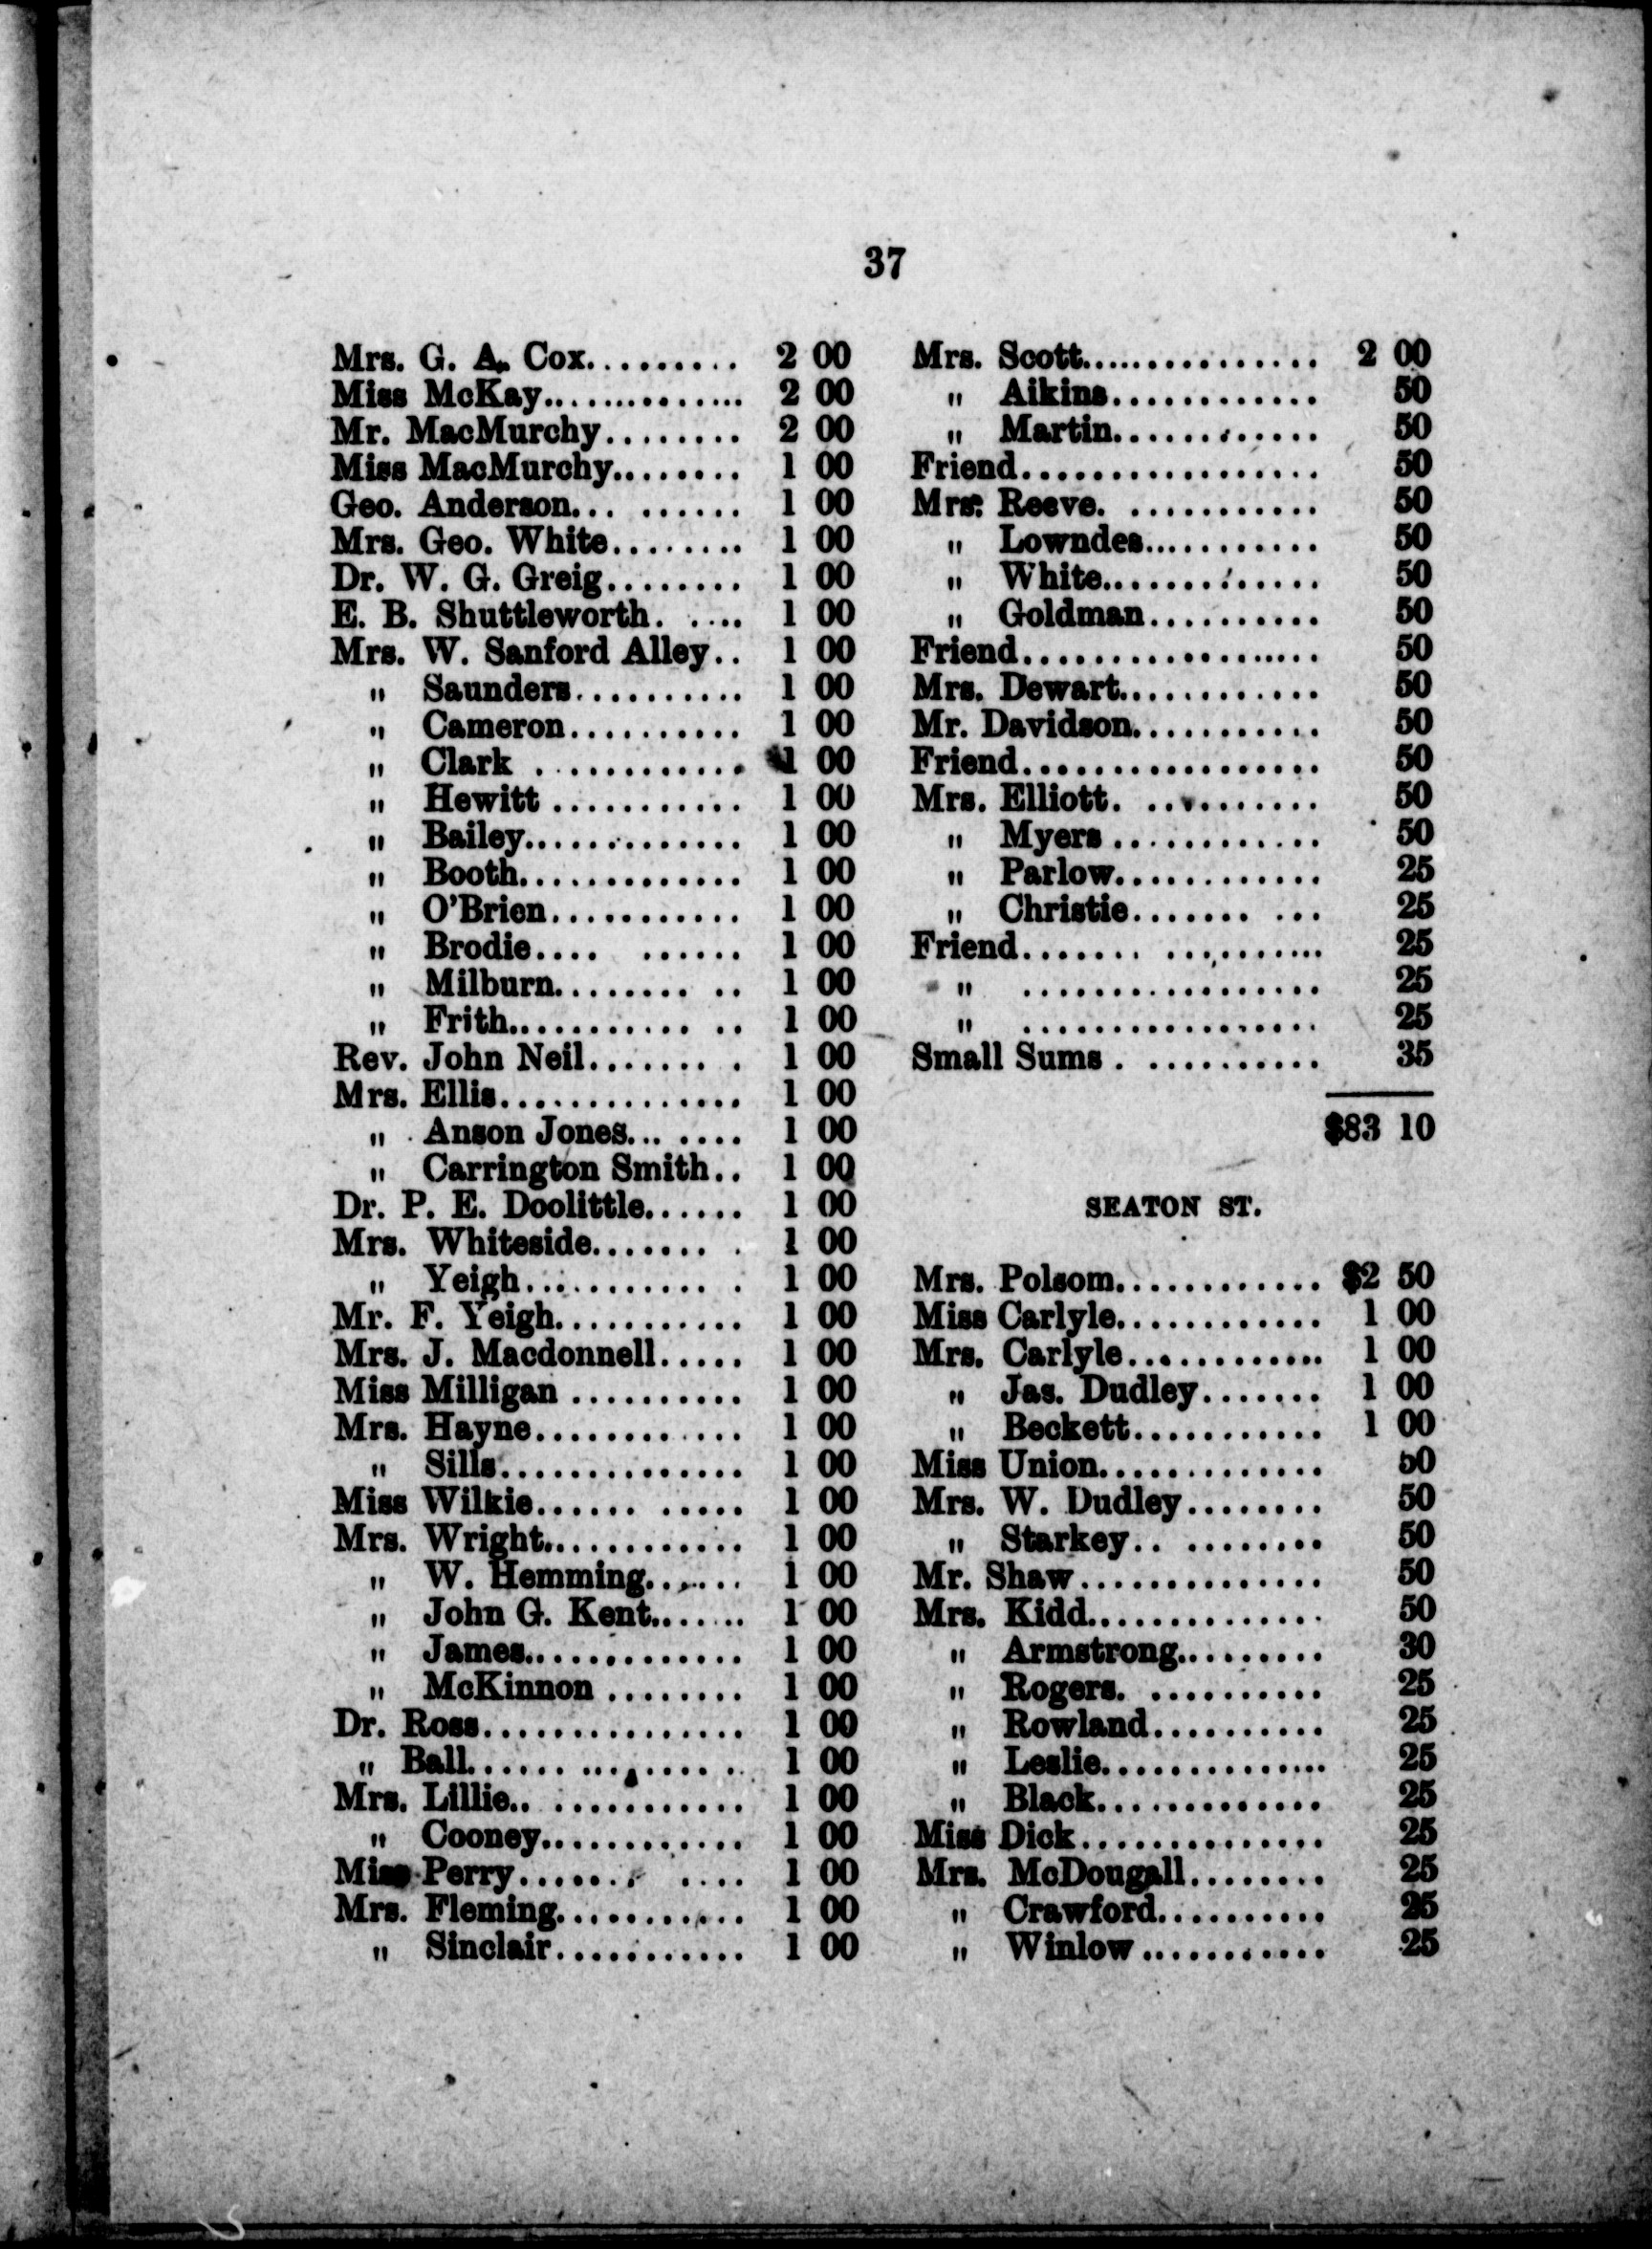 37
Mrs. G. A. Cox......... 2 00
Miss McKay.............. 2 00
Mr. MacMurchy........ 2 00
Miss MacMurchy........ 1 00
Geo. Anderson... ...... 1 00
Mrs. Geo. White........ 1 00
Dr. W. G. Greig........ 1 00
E. B. Shuttleworth. .... 1 00
Mrs. W. Sanford Alley.. 1 00
" Saunders.......... 1 00
" Cameron.......... 1 00
" Clark ............ 1 00
" Hewitt ........... 1 00
" Bailey............. 1 00
" Booth............. 1 00
" O'Brien........... 1 00
" Brodie.... ...... 1 00
" Milburn........ .. 1 00
" Frith........... .. 1 00
Rev. John Neil....... . 1 00
Mrs. Ellis.............. 1 00
" Anson Jones... .... 1 00
" Carrington Smith.. 1 00
Dr. P. E. Doolittle...... 1 00
Mrs. Whiteside....... . 1 00
" Yeigh........... . 1 00
Mr. F. Yeigh........... 1 00
Mrs. J. Macdonnell..... 1 00
Miss Milligan .......... 1 00
Mrs. Hayne............ 1 00
" Sills.............. 1 00
Miss Wilkie...... ..... 1 00
Mrs. Wright............ 1 00
" W. Hemming...... 1 00
" John G. Kent...... 1 00
" James............. 1 00
" McKinnon ........ 1 00
Dr. Ross............... 1 00
" Ball...... ......... 1 00
Mrs. Lillie.. ........... 1 00
" Cooney............ 1 00
Miss Perry....... .... 1 00
Mrs. Fleming........... 1 00
" Sinclair........... 1 00
Mrs. Scott................ 2 00
" Aikins............ 50
" Martin............ 50
Friend................. 50
Mrs. Reeve. ........... 50
" Lowndes........... 50
" White............. 50
" Goldman.......... 50
Friend.................. 50
Mrs. Dewart............ 50
Mr. Davidson........... 50
Friend................. 50
Mrs. Elliott. .......... 50
" Myers ............ 50
" Parlow............ 25
" Christie....... ... 25
Friend....... ......... 25
" ................. 25
" ................. 25
Small Sums . .......... 35
$83 10
SEATON ST.
Mrs. Polsom............ $2 50
Miss Carlyle............ 1 00
Mrs. Carlyle............ 1 00
" Jas. Dudley....... 1 00
" Beckett........... 1 00
Miss Union............. 50
Mrs. W. Dudley........ 50
" Starkey.. ........ 50
Mr. Shaw.............. 50
Mrs. Kidd.............. 50
" Armstrong......... 30
" Rogers. .......... 25
" Rowland.......... 25
" Leslie.............. 25
" Black............. 25
Miss Dick.............. 25
Mrs. McDougall........ 25
" Crawford.......... 25
" Winlow........... 25